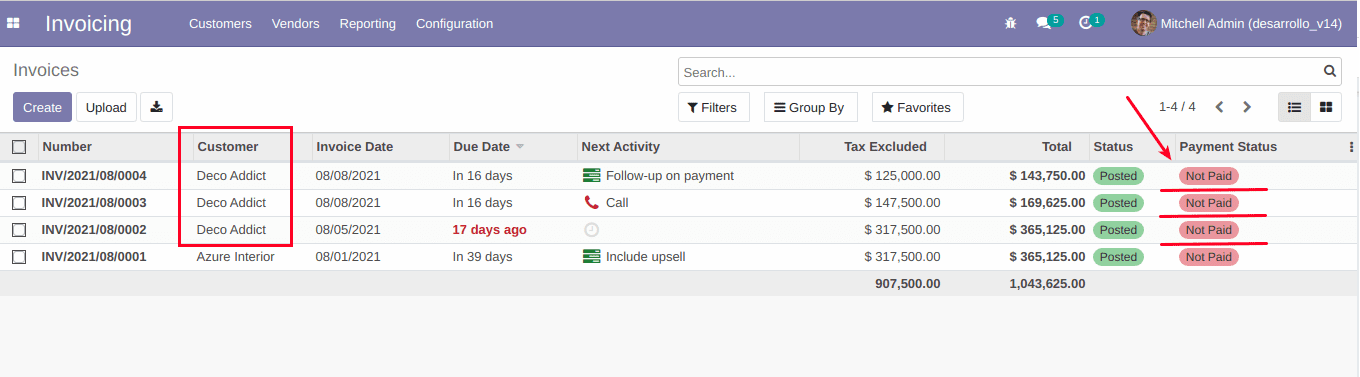 Invoicing Customers Vendors Reporting Configuration 5 1 Mitchell Admin (desarrollo_v14)
Invoices Search...
Create Upload Filters Group By Favorites 1-4 / 4
Number Customer Invoice Date Due Date Next Activity Tax Excluded Total Status Payment Status
INV/2021/08/0004 Deco Addict 08/08/2021 In 16 days Follow-up on payment $ 125,000.00 $ 143,750.00 Posted Not Paid
INV/2021/08/0003 Deco Addict 08/08/2021 In 16 days Call $ 147,500.00 $ 169,625.00 Posted Not Paid
INV/2021/08/0002 Deco Addict 08/05/2021 17 days ago $ 317,500.00 $ 365,125.00 Posted Not Paid
INV/2021/08/0001 Azure Interior 08/01/2021 In 39 days Include upsell $ 317,500.00 $ 365,125.00 Posted Not Paid
907,500.00 1,043,625.00